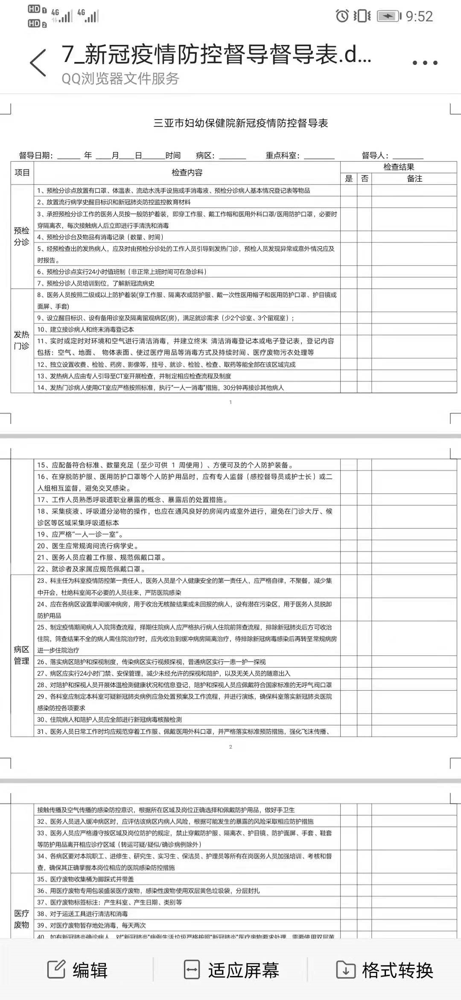 HD 1 4G 4G 9:52
HD 2
7_新冠疫情防控督导督导表.d...
QQ浏览器文件服务
三亚市妇幼保健院新冠疫情防控督导表
督导日期：______ 年 ____月____日______时间 病区：_______ 重点科室：________ 督导人：________
项目 检查内容 检查结果
是 否 备注
预检
分诊
1、预检分诊点放置有口罩、体温表、流动水洗手设施或手消毒液、预检分诊病人基本情况登记表等物品
2、放置流行病学史醒目标识和新冠肺炎防控监控教育材料
3、承担预检分诊工作的医务人员按一般防护着装，即穿工作服、戴工作帽和医用外科口罩/医用防护口罩，必要时
穿隔离衣，每次接触病人后立即进行手清洗和消毒
4、预检分诊台及物品有消毒记录（数量、时间）
5、经预检查出的发热病人，应及时由预检分诊处的工作人员引导到发热门诊，预检人员发现异常或意外情况应及
时报告。
6、预检分诊点实行24小时值班制（非正常上班时间可在急诊科）
7、预检分诊人员培训到位，了解新冠流病史
发热
门诊
8、医务人员按照二级或以上防护着装(穿工作服、隔离衣或防护服、戴一次性医用帽子和医用防护口罩、护目镜或
面屏、手套)
9、设立醒目标识、设有备用诊室及隔离留观病区(房)，满足就诊需求（少2个诊室、3个留观室）；
10、建立接诊病人和终末消毒登记本
11、实时或定时对环境和空气进行清洁消毒，并建立终末 清洁消毒登记本或电子登记表，登记内容
包括：空气、地面、 物体表面、使过医疗用品等消毒方式及持续时间、医疗废物污衣处理等
12、独立设置收费、检验、药房、影像等，挂号、就诊、检验、检查、取药等能全部在该区域完成
13、发热病人应由专人引导至CT室开展检查，并制定相应检查流程及制度
14、发热门诊病人使用CT室应严格按照标准，执行“一人一消毒”措施，30分钟再接诊其他病人
1
15、应配备符合标准、数量充足（至少可供 1 周使用）、方便可及的个人防护装备。
16、在穿脱防护服、医用防护口罩等个人防护用品时，应有专人监督（感控督导员或护士长）或二
人组相互监督，避免交叉感染。
17、工作人员熟悉呼吸道职业暴露的概念、暴露后的处置措施。
18、采集痰液、呼吸道分泌物的操作，也应在通风良好的房间内或室外进行，避免在门诊大厅、候
诊区等区域采集呼吸道标本
19、应严格“一人一诊一室”。
20、医生应常规询问流行病学史。
21、医务人员应着工作服、规范佩戴口罩。
22、就诊者及家属应规范佩戴口罩。
病区
管理
23、科主任为科室疫情防控第一责任人，医务人员是个人健康安全的第一责任人，应严格自律，不聚餐，减少集
中开会，杜绝科室间不必要的人员往来，严防医院感染
24、应在各病区设置单间缓冲病房，用于收治无核酸结果或未回报的病人，设有潜在污染区，用于医务人员脱卸
防护用品
25、制定疫情期间病人入院筛查流程，择期住院病人应严格执行病人住院前筛查流程，排除新冠肺炎后方可收治
住院，筛查结果不全的病人需住院治疗时，应先收治到缓冲病房隔离治疗，待排除新冠病毒感染后再转至常规病房
进一步住院治疗
26、落实病区陪护和探视制度，传染病区实行视频探视，普通病区实行一患一护一探视
27、病区应实行24小时门禁、安保管理，减少未经允许的探视和陪护，以及无关人员的随意出入
28、对陪护和探视人员开展体温检测健康状况和信息登记，陪护和探视人员应佩戴符合国家标准的无呼气阀口罩
29、各科室应制定本科室可疑新冠肺炎病例应急处置预案及工作流程，并进行演练，确保科室落实新冠肺炎医院
感染防控各项要求
30、住院病人和陪护人员应全部进行新冠病毒核酸检测
31、医务人员日常工作时均应规范穿着工作服、佩戴医用外科口罩，并严格落实标准预防措施，强化飞沫传播、
2
接触传播及空气传播的感染防控意识，根据所在区域及岗位正确选择和佩戴防护用品，做好手卫生
32、医务人员进入缓冲病区时，应评估该病区内病人风险，根据可能发生的暴露的风险采取相应防护措施
33、医务人员应严格遵守按区域及岗位防护的规定，禁止穿戴防护服、隔离衣、护目镜、防护面屏、手套、鞋套
等防护用品离开相应诊疗区域（转运可疑/疑似/确诊病例除外）
34、各病区要对本院职工、进修生、研究生、实习生、保洁员、护理员等所有在岗医务人员加强培训、考核和督
查，确保其正确掌握本岗位相应的医院感染防控措施
医疗
废物
35、医疗废物收集桶为脚踩式并带盖
36、用医疗废物专用包装盛装医疗废物，感染性废物使用双层黄色垃圾袋，分层封扎
37、医疗废物标签标注：产生科室、产生日期、类别等
38、对于运送工具进行清洁和消毒
39、对医疗废物暂存地处消毒，每天两次
40、如有新冠肺炎确诊病人，对“新冠肺炎”病例生活垃圾严格按照“新冠肺炎”医疗废物要求处理，需要使用双层黄
编辑 适应屏幕 格式转换